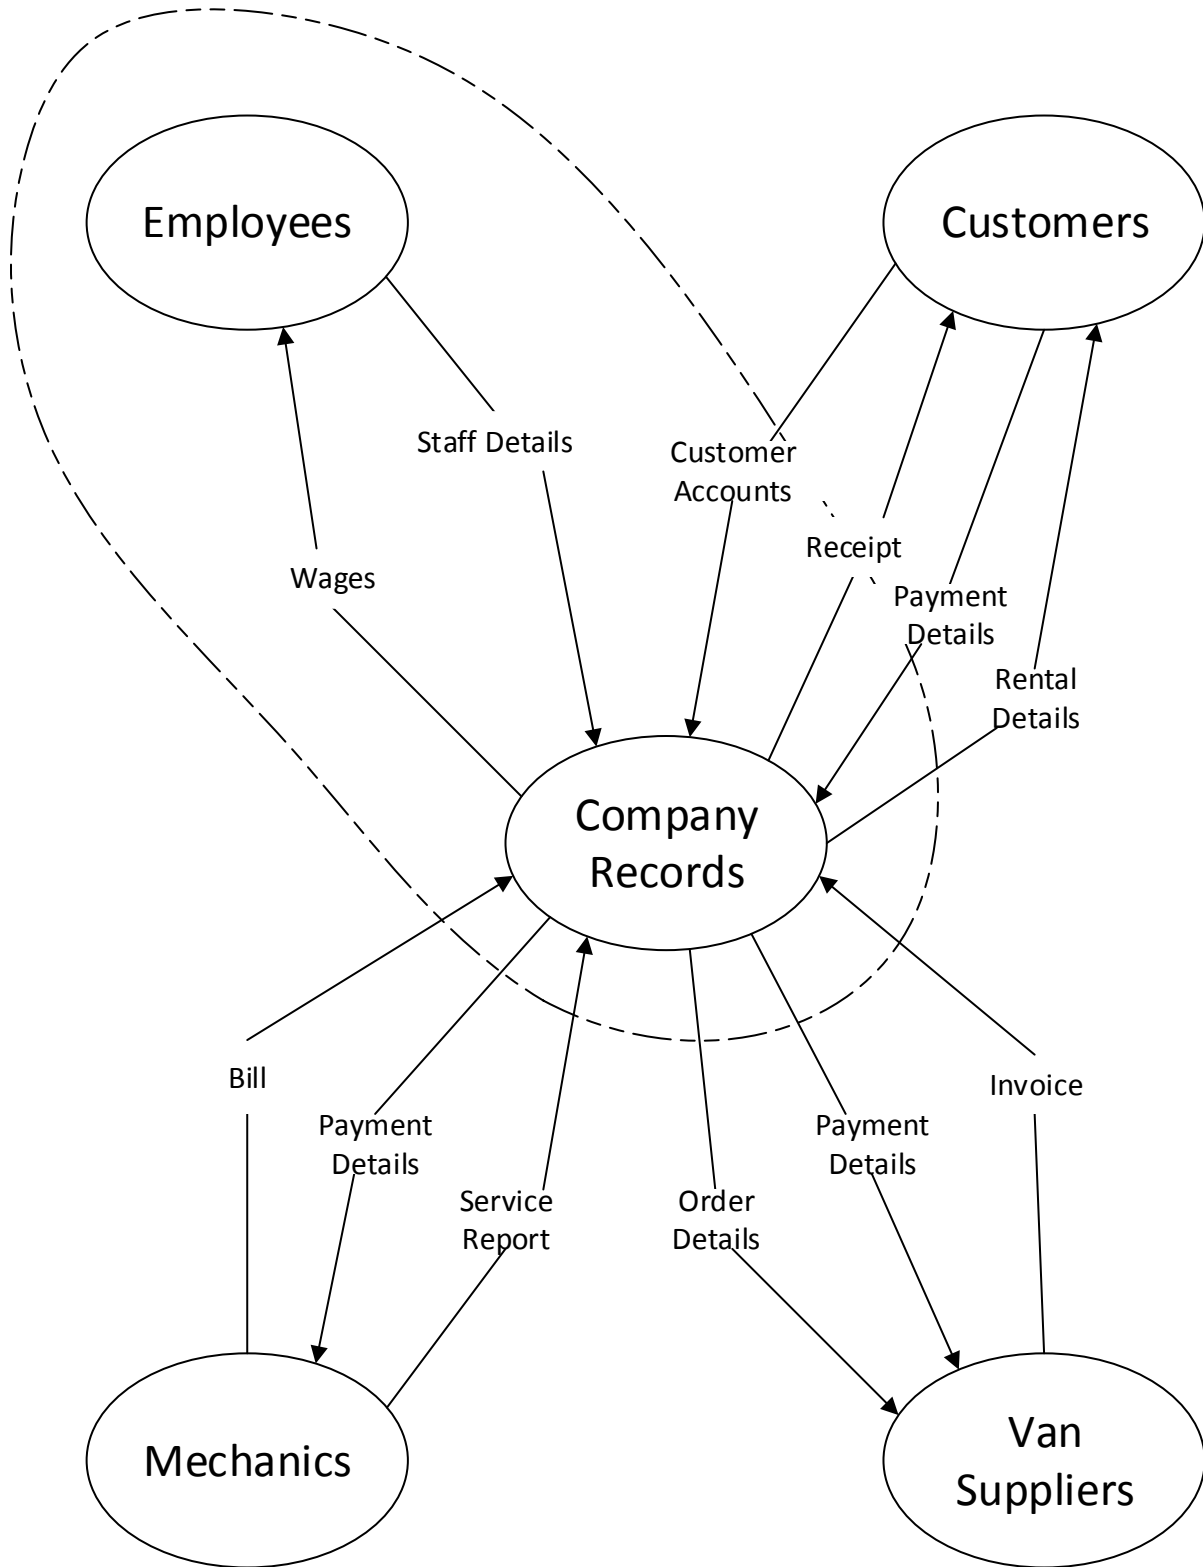 Employees
Customers
Staff Details
Customer
Accounts
Receipt
Wages
Payment
Details
Rental
Details
Company
Records
Bill
Invoice
Payment
Details
Payment
Details
Service
Report
Order
Details
Mechanics
Van
Suppliers